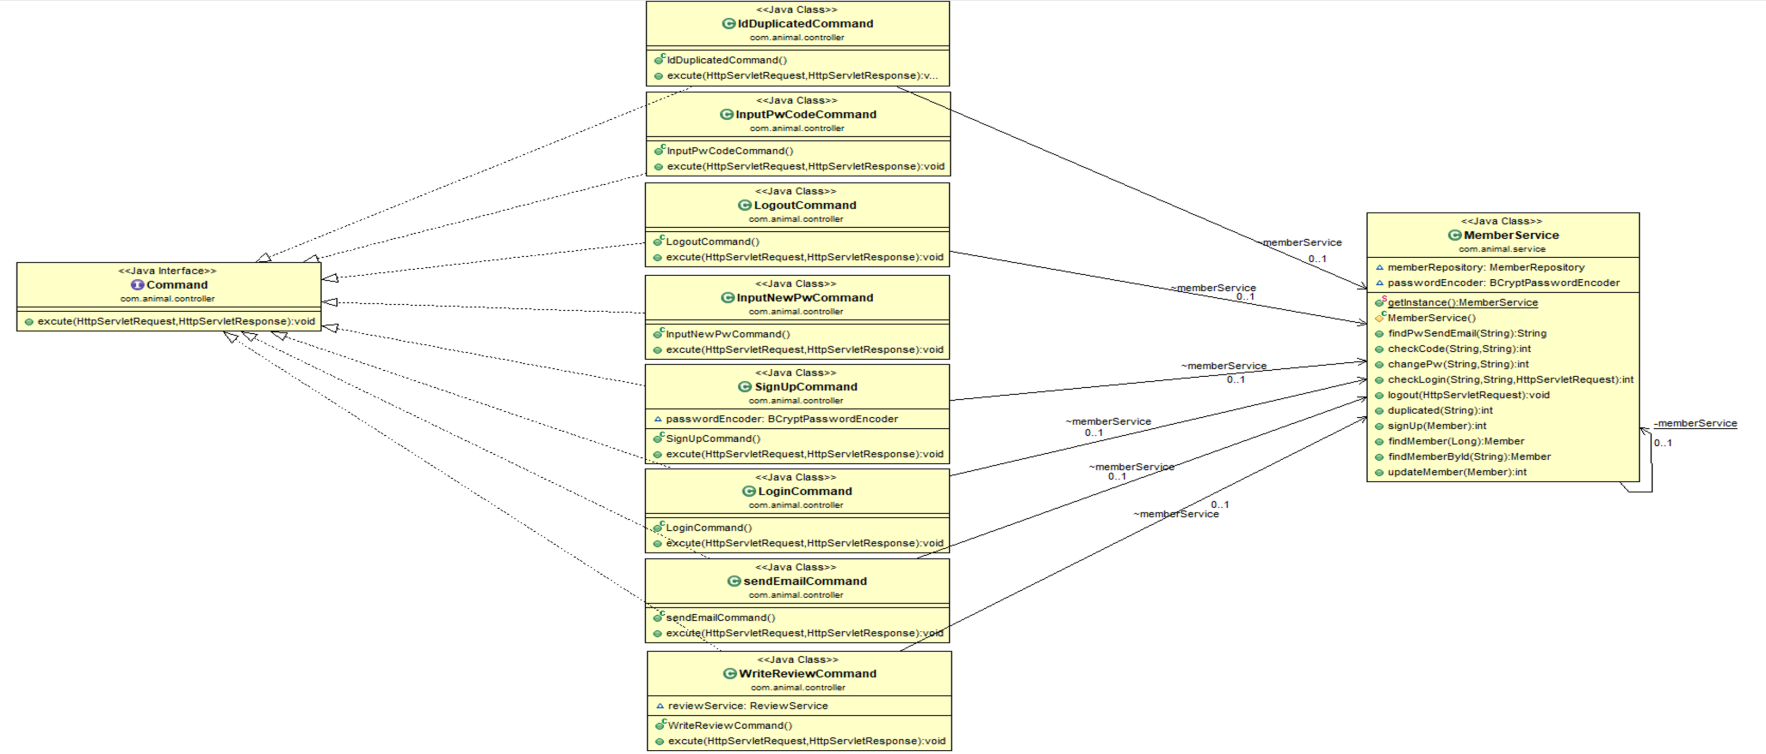 <<Java Class>>
IdDuplicatedCommand
com.animal.controller
IdDuplicatedCommand()
excute(HttpServletRequest,HttpServletResponse):v...
<<Java Class>>
InputPwCodeCommand
com.animal.controller
InputPwCodeCommand()
excute(HttpServletRequest,HttpServletResponse):void
<<Java Class>>
LogoutCommand
com.animal.controller
LogoutCommand()
excute(HttpServletRequest,HttpServletResponse):void
<<Java Interface>>
Command
com.animal.controller
excute(HttpServletRequest,HttpServletResponse):void
<<Java Class>>
InputNewPwCommand
com.animal.controller
InputNewPwCommand()
excute(HttpServletRequest,HttpServletResponse):void
<<Java Class>>
SignUpCommand
com.animal.controller
passwordEncoder: BCryptPasswordEncoder
SignUpCommand()
excute(HttpServletRequest,HttpServletResponse):void
<<Java Class>>
LoginCommand
com.animal.controller
LoginCommand()
excute(HttpServletRequest,HttpServletResponse):void
<<Java Class>>
sendEmailCommand
com.animal.controller
sendEmailCommand()
excute(HttpServletRequest,HttpServletResponse):void
<<Java Class>>
WriteReviewCommand
com.animal.controller
reviewService: ReviewService
WriteReviewCommand()
excute(HttpServletRequest,HttpServletResponse):void
~memberService
0..1
~memberService
0..1
~memberService
0..1
~memberService
0..1
~memberService
0..1
0..1
~memberService
<<Java Class>>
MemberService
com.animal.service
memberRepository: MemberRepository
passwordEncoder: BCryptPasswordEncoder
getInstance():MemberService
MemberService()
findPwSendEmail(String):String
checkCode(String,String):int
changePw(String,String):int
checkLogin(String,String,HttpServletRequest):int
logout(HttpServletRequest):void
duplicated(String):int
signUp(Member):int
findMember(Long):Member
findMemberById(String):Member
updateMember(Member):int
-memberService
0..1